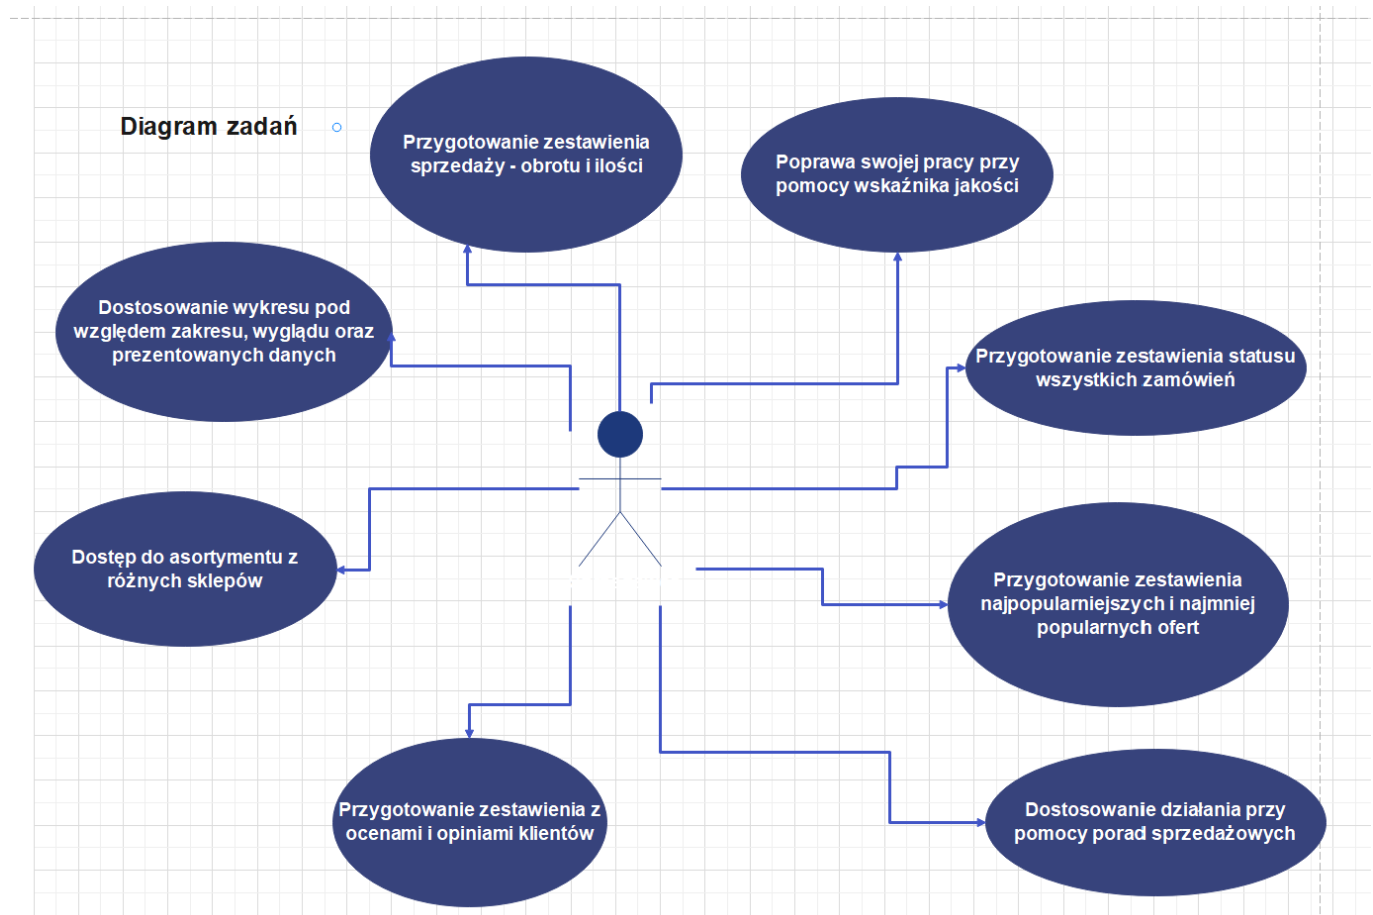 Diagram zadań
Przygotowanie zestawienia
sprzedaży - obrotu i ilości
Poprawa swojej pracy przy
pomocy wskaźnika jakości
Dostosowanie wykresu pod
względem zakresu, wyglądu oraz
prezentowanych danych
Przygotowanie zestawienia statusu
wszystkich zamówień
Dostęp do asortymentu z
różnych sklepów
Przygotowanie zestawienia
najpopularniejszych i najmniej
popularnych ofert
Przygotowanie zestawienia z
ocenami i opiniami klientów
Dostosowanie działania przy
pomocy porad sprzedażowych